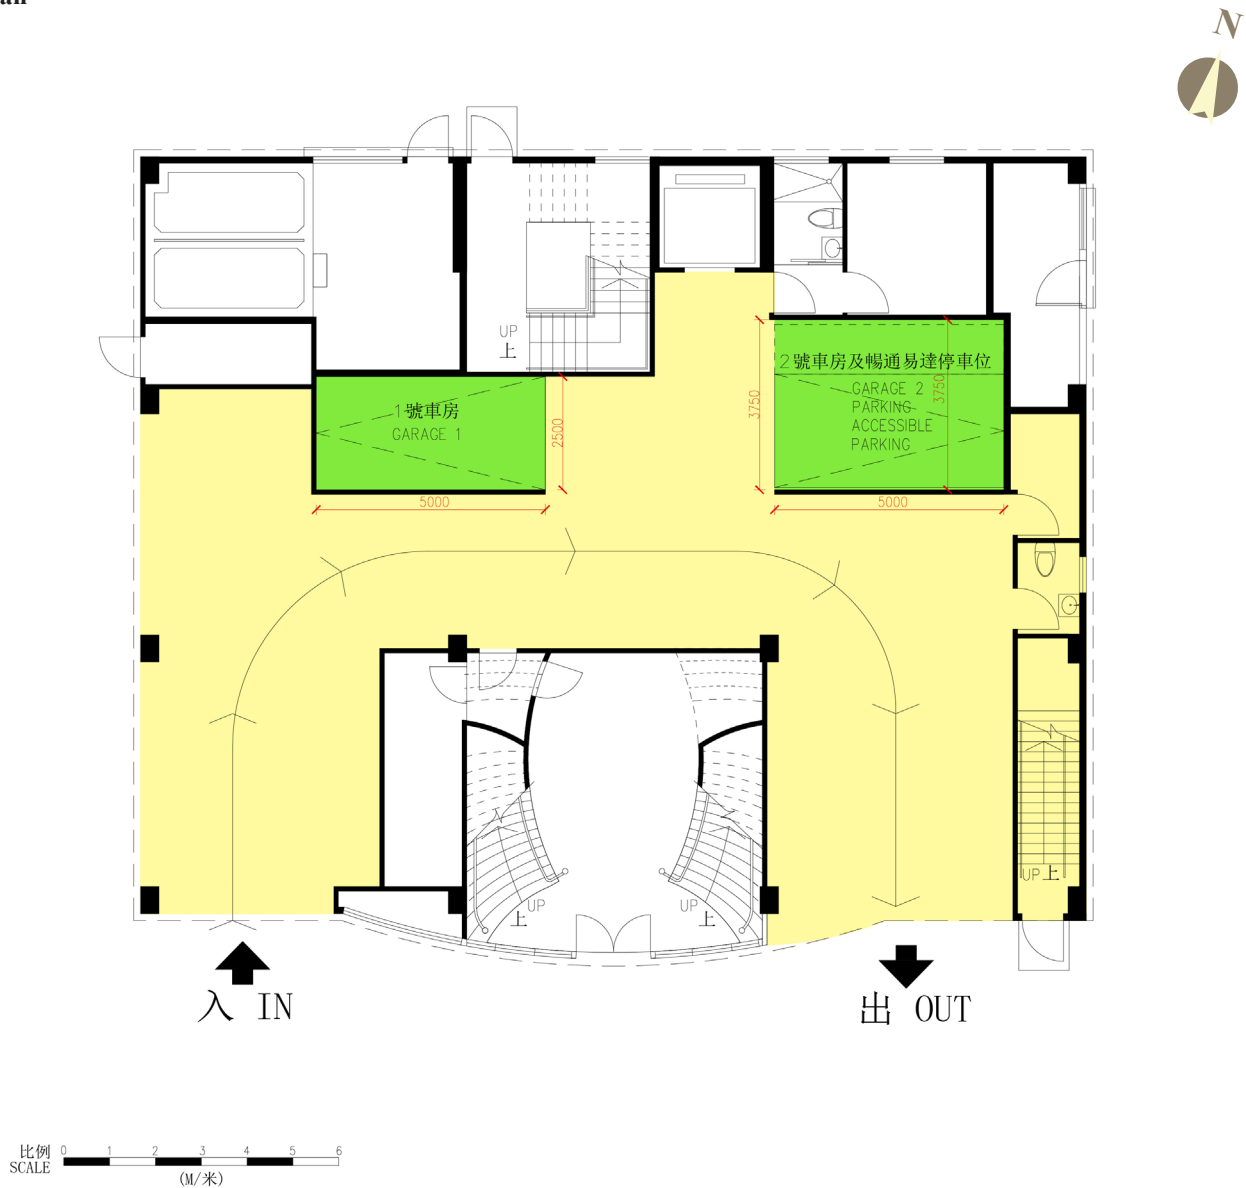 N
UP
上
2號車房及暢通易達停車位
GARAGE 2
PARKING
ACCESSIBLE
PARKING
3750
3750
1號車房
GARAGE 1
2500
5000
5000
UP上
UP
上
UP
上
入 IN
出 OUT
比例
SCALE
0 1 2 3 4 5 6
(M/米)